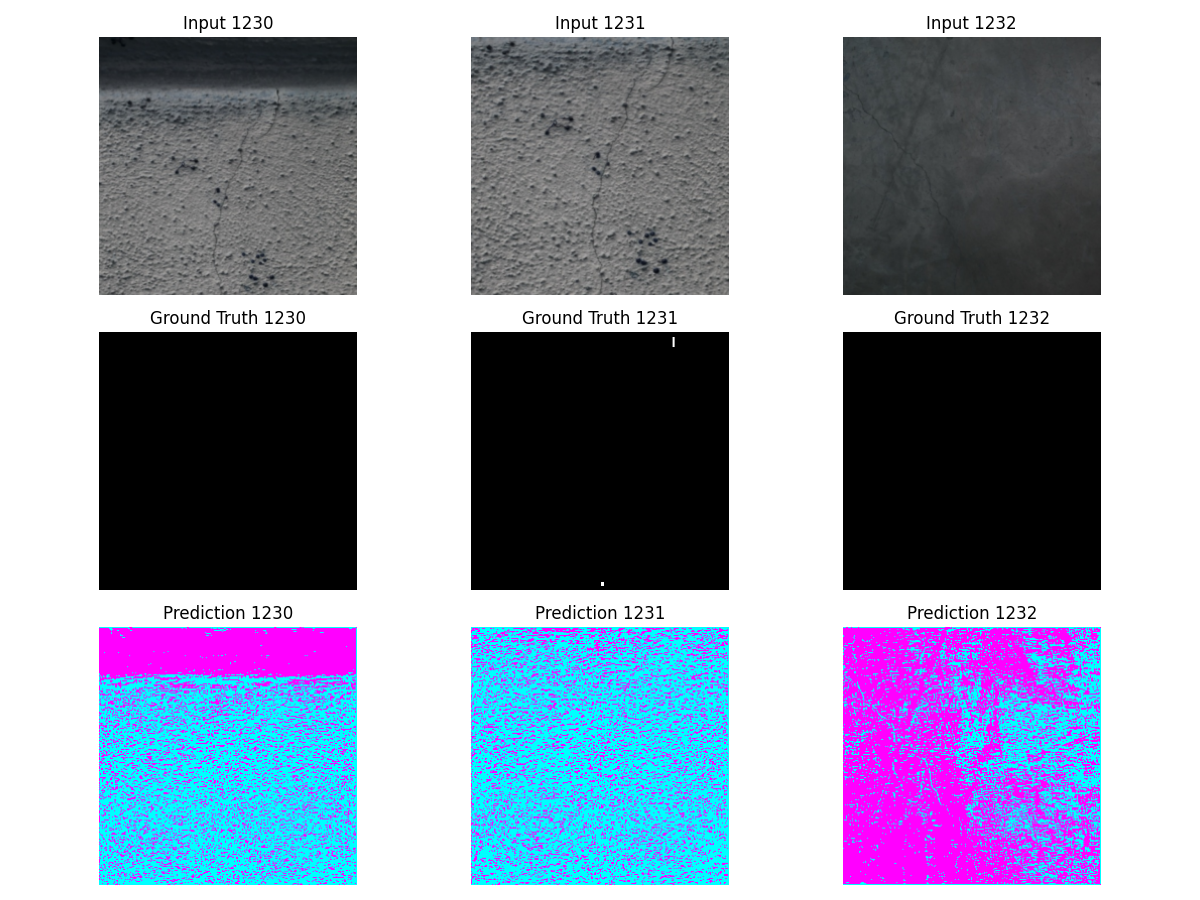 Input 1230
Input 1231
Input 1232
Ground Truth 1230
Ground Truth 1231
Ground Truth 1232
Prediction 1230
Prediction 1231
Prediction 1232